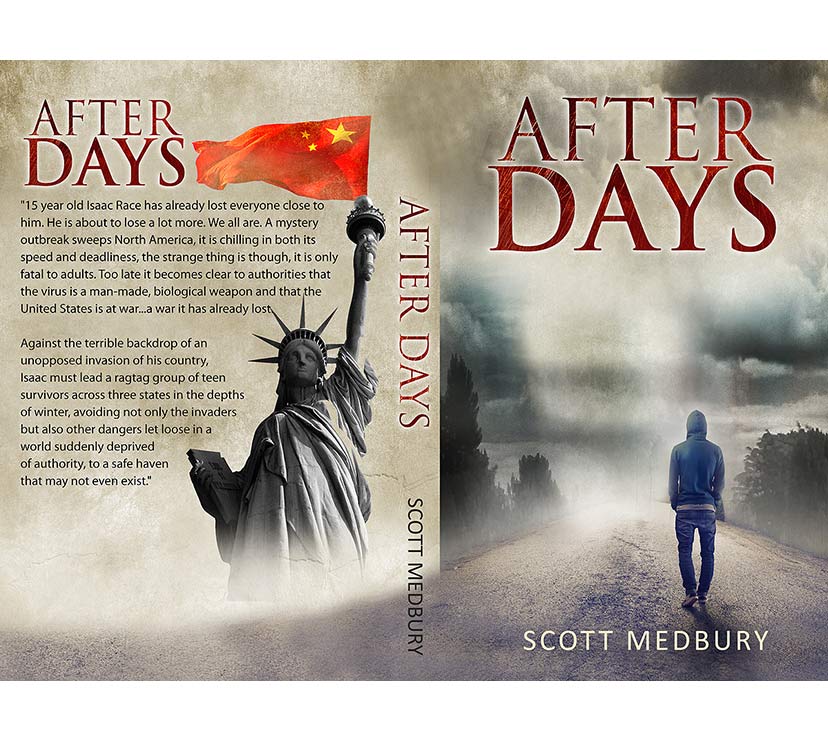 AFTER
DAYS
"15 year old Isaac Race has already lost everyone close to
him. He is about to lose a lot more. We all are. A mystery
outbreak sweeps North America, it is chilling in both its
speed and deadliness, the strange thing is though, it is only
fatal to adults. Too late it becomes clear to authorities that
the virus is a man-made, biological weapon and that the
United States is at war...a war it has already lost.
Against the terrible backdrop of an
unopposed invasion of his country,
Isaac must lead a ragtag group of teen
survivors across three states in the depths
of winter, avoiding not only the invaders
but also other dangers let loose in a
world suddenly deprived
of authority, to a safe haven
that may not even exist."
AFTER DAYS
SCOTT MEDBURY
AFTER
DAYS
SCOTT MEDBURY